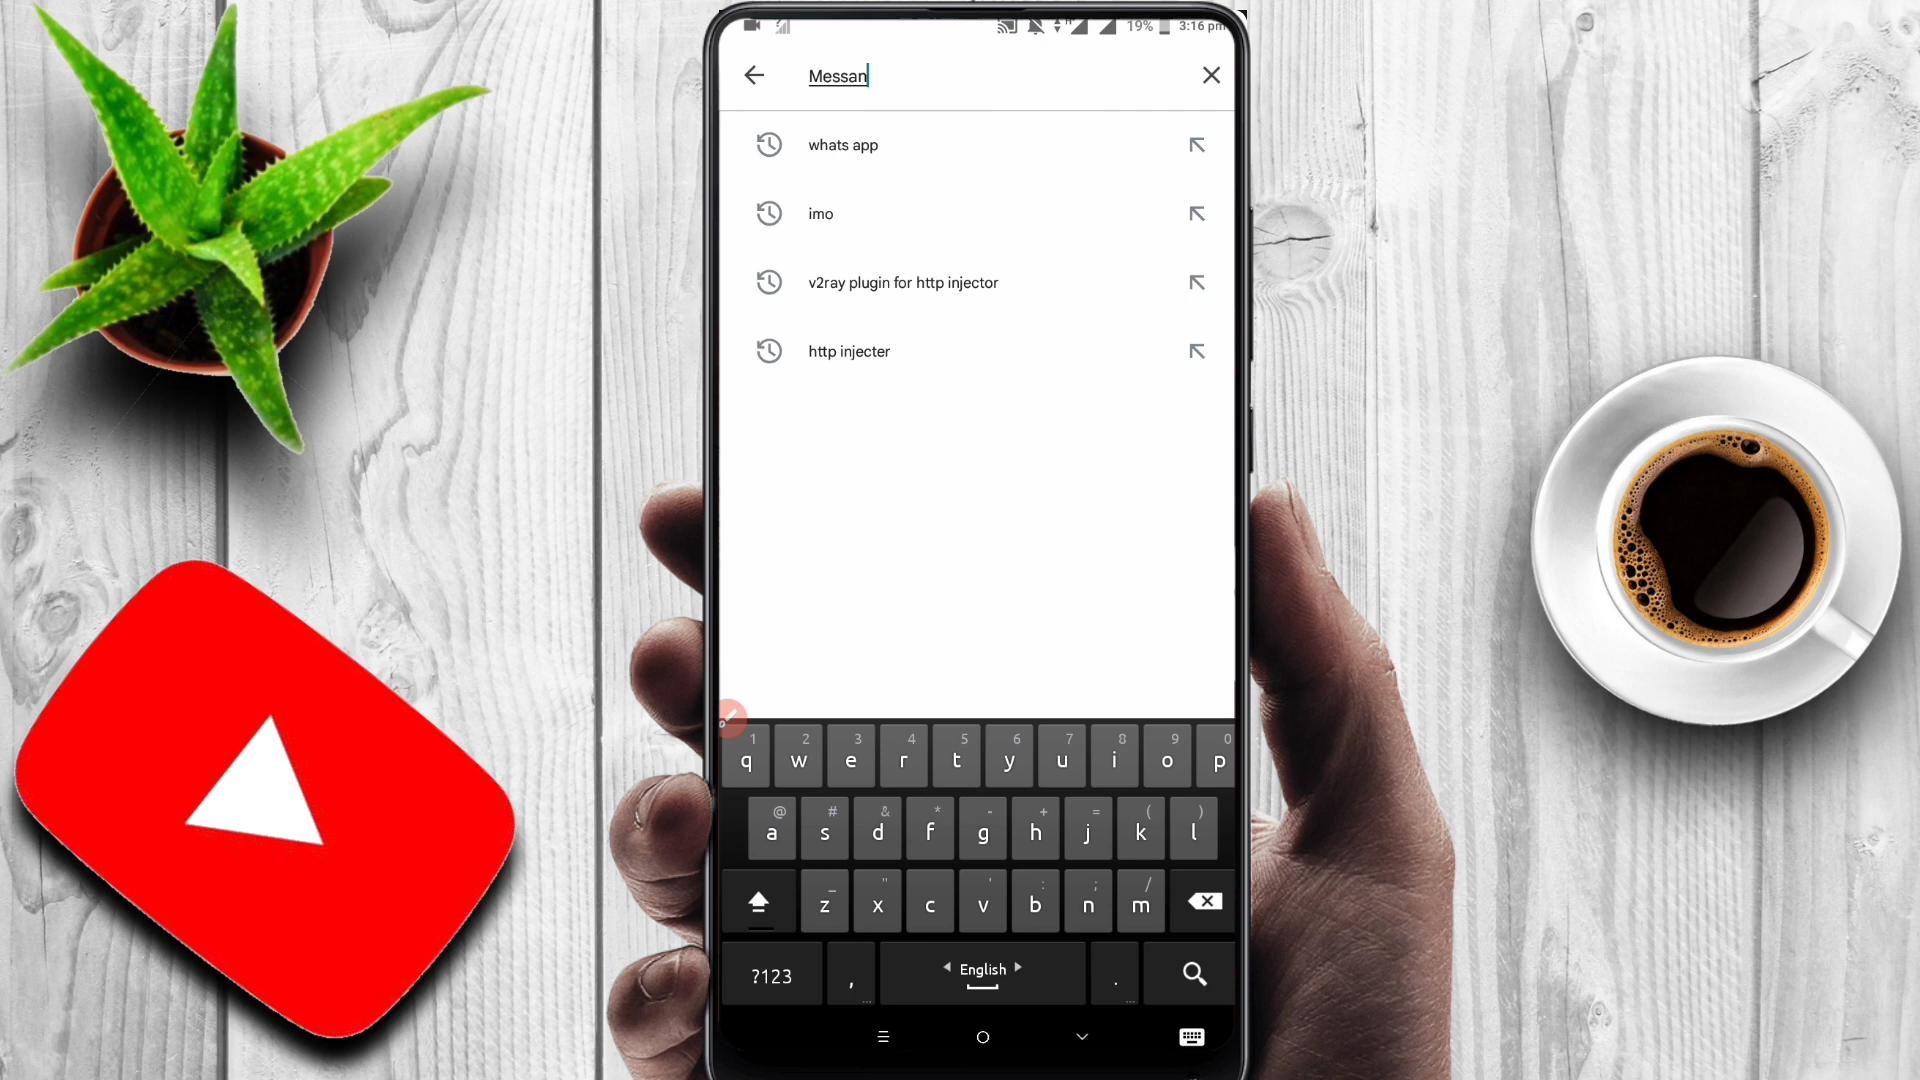 19% 3:16 pm
Messan
whats app
imo
v2ray plugin for http injector
http injecter
1 2 3 4 5 6 7 8 9 0
q w e r t y u i o p
@ # & * - + = ( )
a s d f g h j k l
_ " ' : ; /
z x c v b n m
?123 , English .